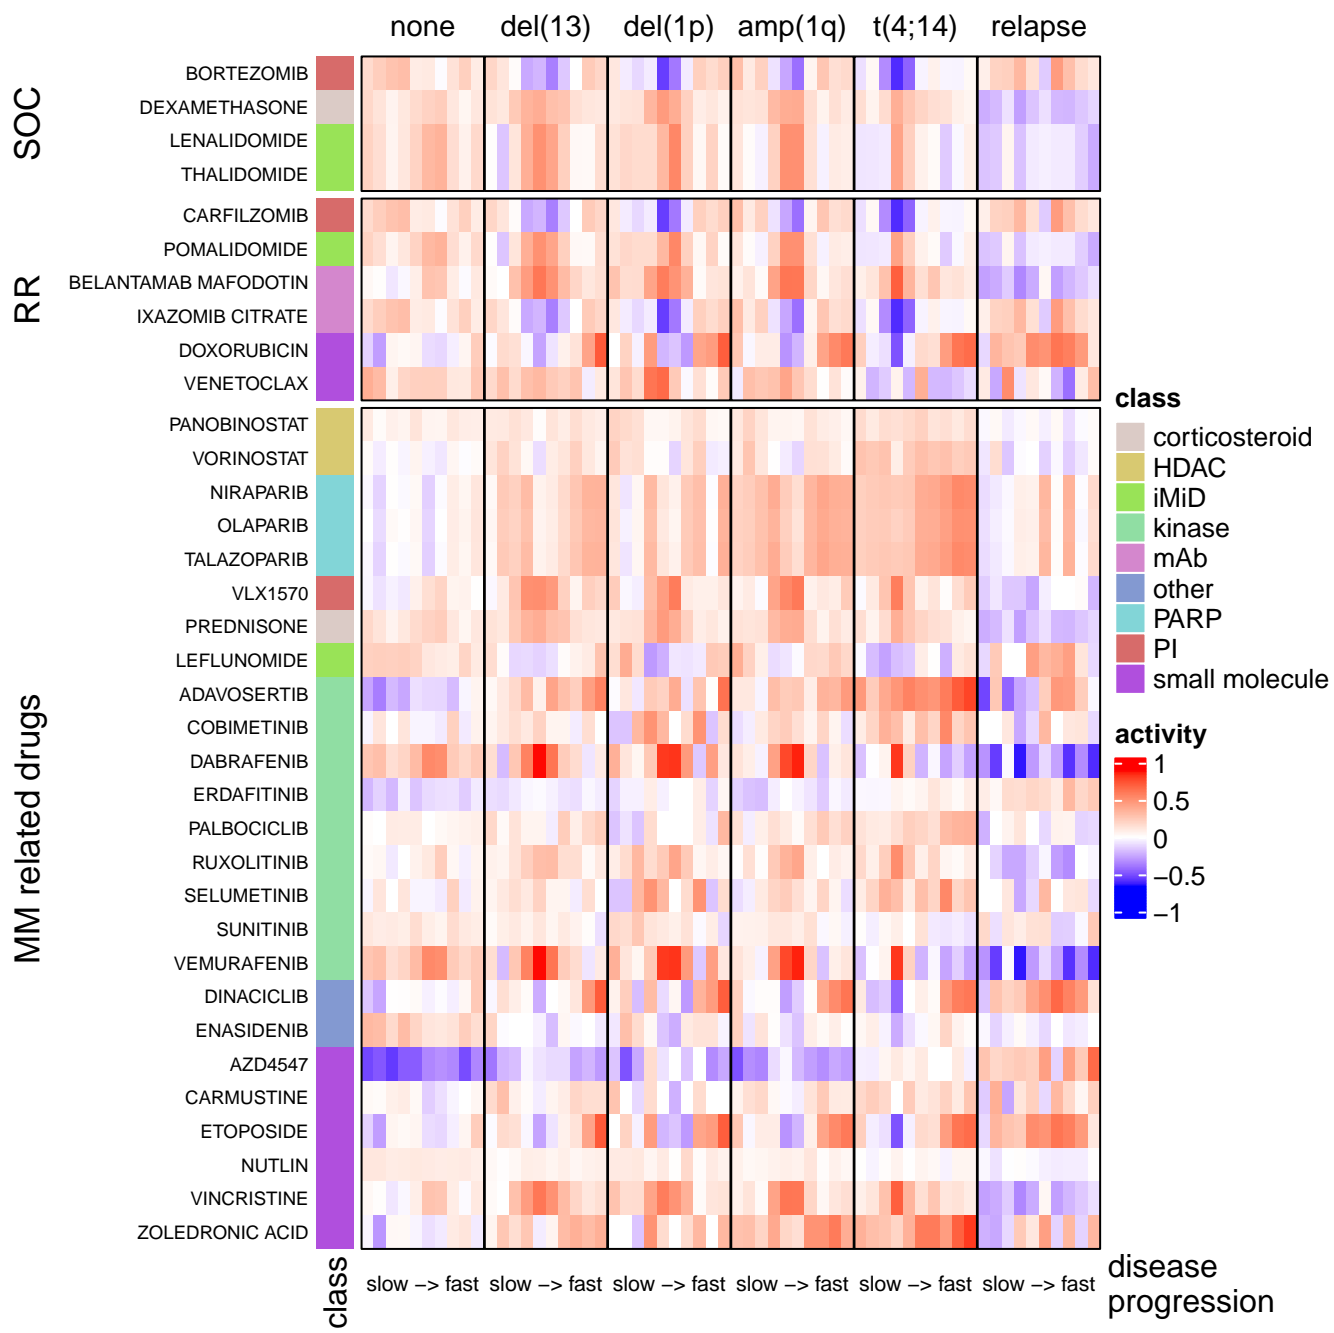 none del(13) del(1p) amp(1q) t(4;14) relapse
SOC
BORTEZOMIB
DEXAMETHASONE
LENALIDOMIDE
THALIDOMIDE
RR
CARFILZOMIB
POMALIDOMIDE
BELANTAMAB MAFODOTIN
IXAZOMIB CITRATE
DOXORUBICIN
VENETOCLAX
MM related drugs
PANOBINOSTAT
VORINOSTAT
NIRAPARIB
OLAPARIB
TALAZOPARIB
VLX1570
PREDNISONE
LEFLUNOMIDE
ADAVOSERTIB
COBIMETINIB
DABRAFENIB
ERDAFITINIB
PALBOCICLIB
RUXOLITINIB
SELUMETINIB
SUNITINIB
VEMURAFENIB
DINACICLIB
ENASIDENIB
AZD4547
CARMUSTINE
ETOPOSIDE
NUTLIN
VINCRISTINE
ZOLEDRONIC ACID
class
slow −> fast slow −> fast slow −> fast slow −> fast slow −> fast slow −> fast
disease
progression
class
corticosteroid
HDAC
iMiD
kinase
mAb
other
PARP
PI
small molecule
activity
1
0.5
0
−0.5
−1